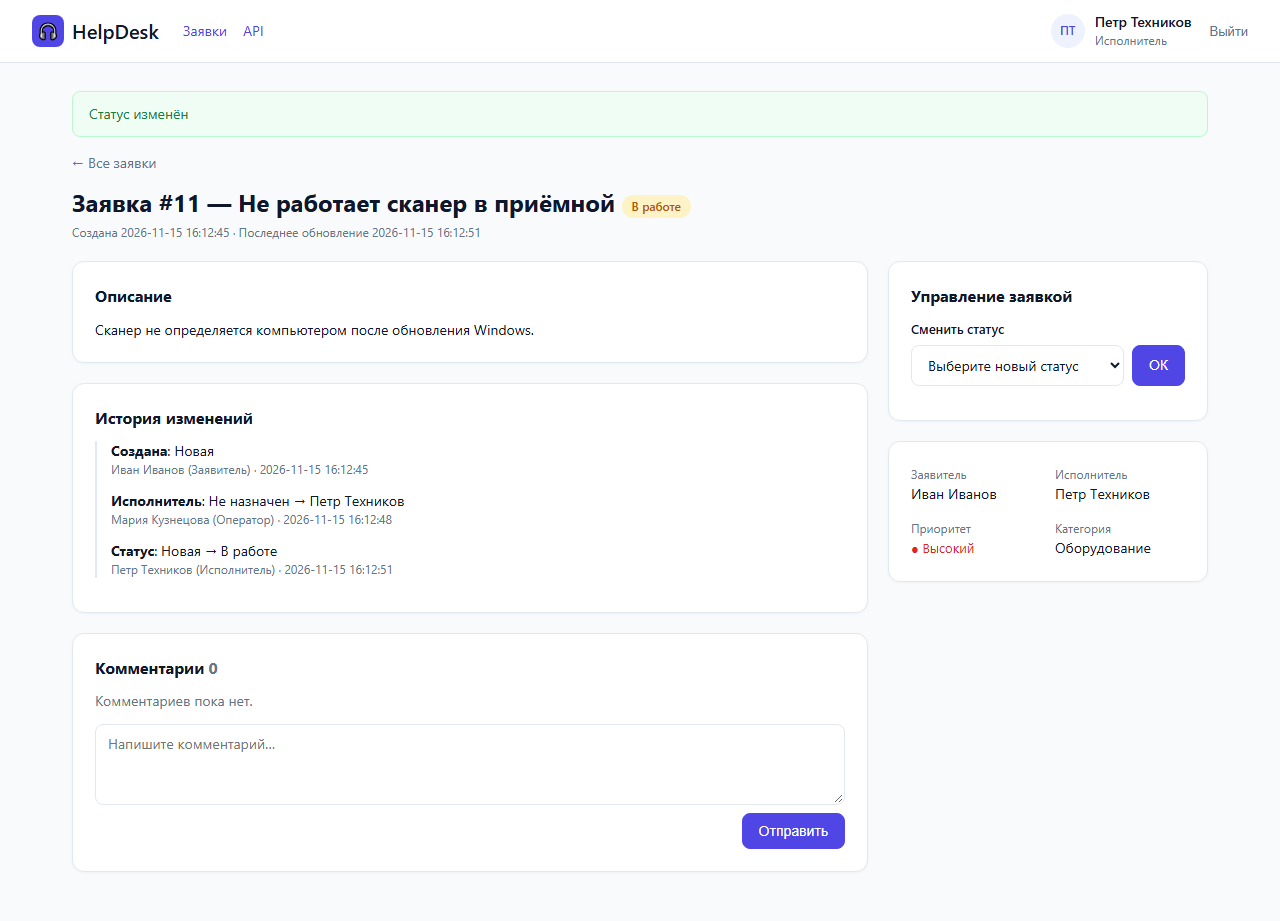 HelpDesk Заявки API
ПТ Петр Техников
Исполнитель
Выйти
Статус изменён
← Все заявки
Заявка #11 — Не работает сканер в приёмной В работе
Создана 2026-11-15 16:12:45 · Последнее обновление 2026-11-15 16:12:51
Описание
Сканер не определяется компьютером после обновления Windows.
История изменений
Создана: Новая
Иван Иванов (Заявитель) · 2026-11-15 16:12:45
Исполнитель: Не назначен → Петр Техников
Мария Кузнецова (Оператор) · 2026-11-15 16:12:48
Статус: Новая → В работе
Петр Техников (Исполнитель) · 2026-11-15 16:12:51
Комментарии 0
Комментариев пока нет.
Напишите комментарий...
Отправить
Управление заявкой
Сменить статус
Выберите новый статус ОК
Заявитель Исполнитель
Иван Иванов Петр Техников
Приоритет Категория
● Высокий Оборудование